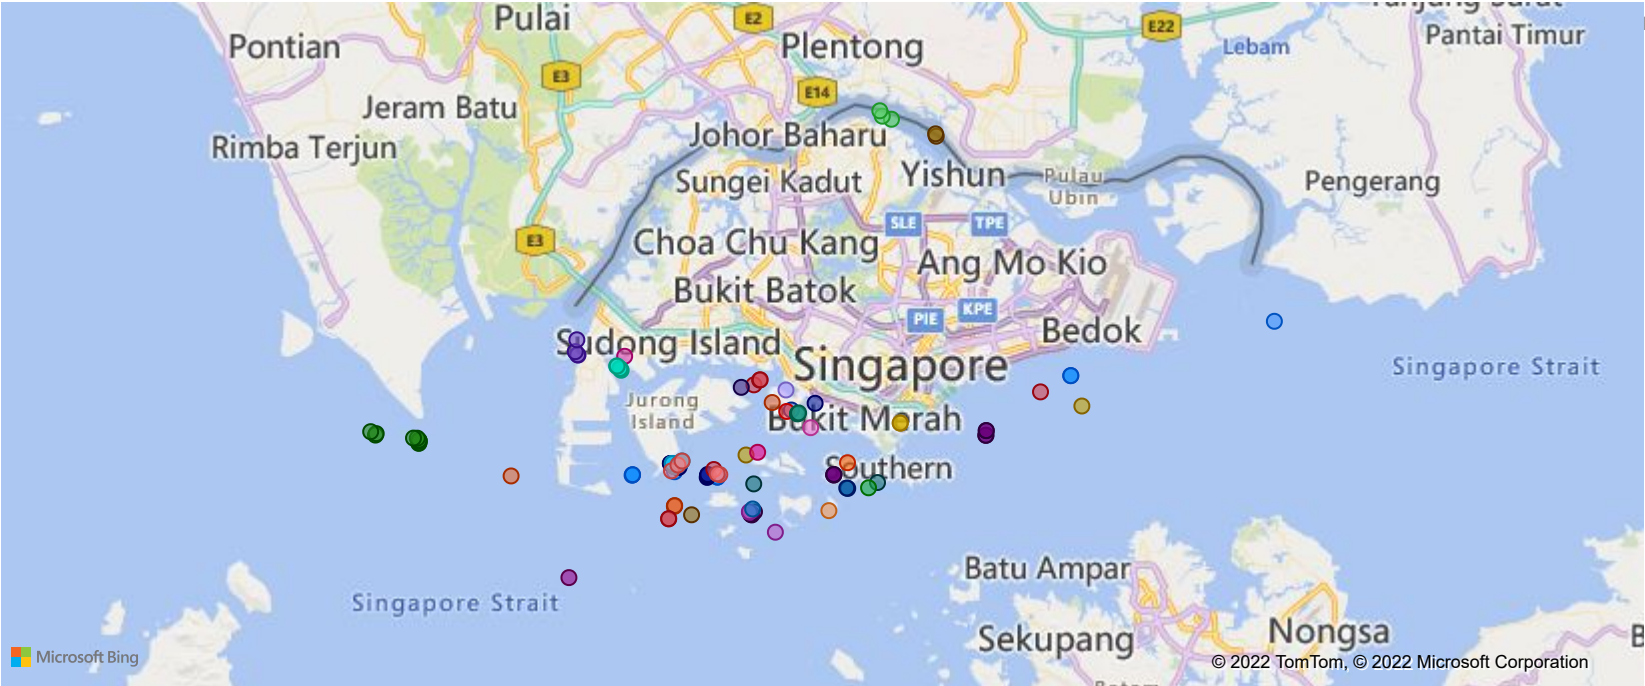 Pulai
E2
Tanjung Surat
E22
Pontian
Plentong
Lebam
Pantai Timur
E3
E14
Jeram Batu
Johor Baharu
Rimba Terjun
Yishun
Pulau
Ubin
Sungei Kadut
Pengerang
SLE
TPE
E3
Choa Chu Kang
Ang Mo Kio
Bukit Batok
PIE
KPE
Bedok
Sudong Island
Singapore
Singapore Strait
Jurong
Island
Bukit Merah
Southern
Batu Ampar
Singapore Strait
Sekupang
Nongsa
B
Microsoft Bing
© 2022 TomTom, © 2022 Microsoft Corporation